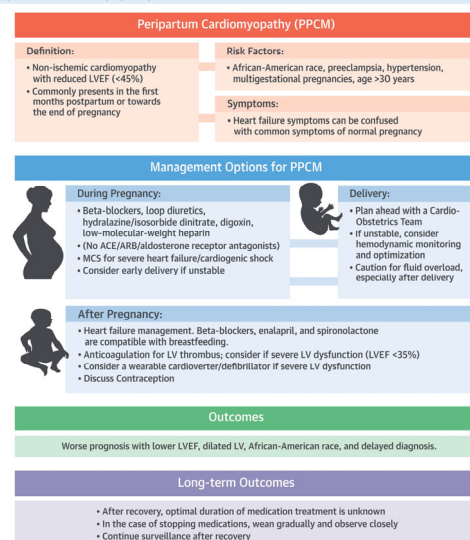 Peripartum Cardiomyopathy (PPCM)
Definition:
• Non-ischemic cardiomyopathy
with reduced LVEF (<45%)
• Commonly presents in the first
months postpartum or towards
the end of pregnancy
Risk Factors:
• African-American race, preeclampsia, hypertension,
multigestational pregnancies, age >30 years
Symptoms:
• Heart failure symptoms can be confused
with common symptoms of normal pregnancy
Management Options for PPCM
During Pregnancy:
• Beta-blockers, loop diuretics,
hydralazine/isorbide dinitrate, digoxin,
low-molecular-weight heparin
• (No ACE/ARB/aldosterone receptor antagonists)
• MCS for severe heart failure/cardiogenic shock
• Consider early delivery if unstable
Delivery:
• Plan ahead with a Cardio-
Obstetrics Team
• If unstable, consider
hemodynamic monitoring
and optimization
• Caution for fluid overload,
especially after delivery
After Pregnancy:
• Heart failure management. Beta-blockers, enalapril, and spironolactone
are compatible with breastfeeding.
• Anticoagulation for LV thrombus; consider if severe LV dysfunction (LVEF <35%)
• Consider a wearable cardioverter/defibrillator if severe LV dysfunction
• Discuss Contraception
Outcomes
Worse prognosis with lower LVEF, dilated LV, African-American race, and delayed diagnosis.
Long-term Outcomes
• After recovery, optimal duration of medication treatment is unknown
• In the case of stopping medications, wean gradually and observe closely
• Continue surveillance after recovery